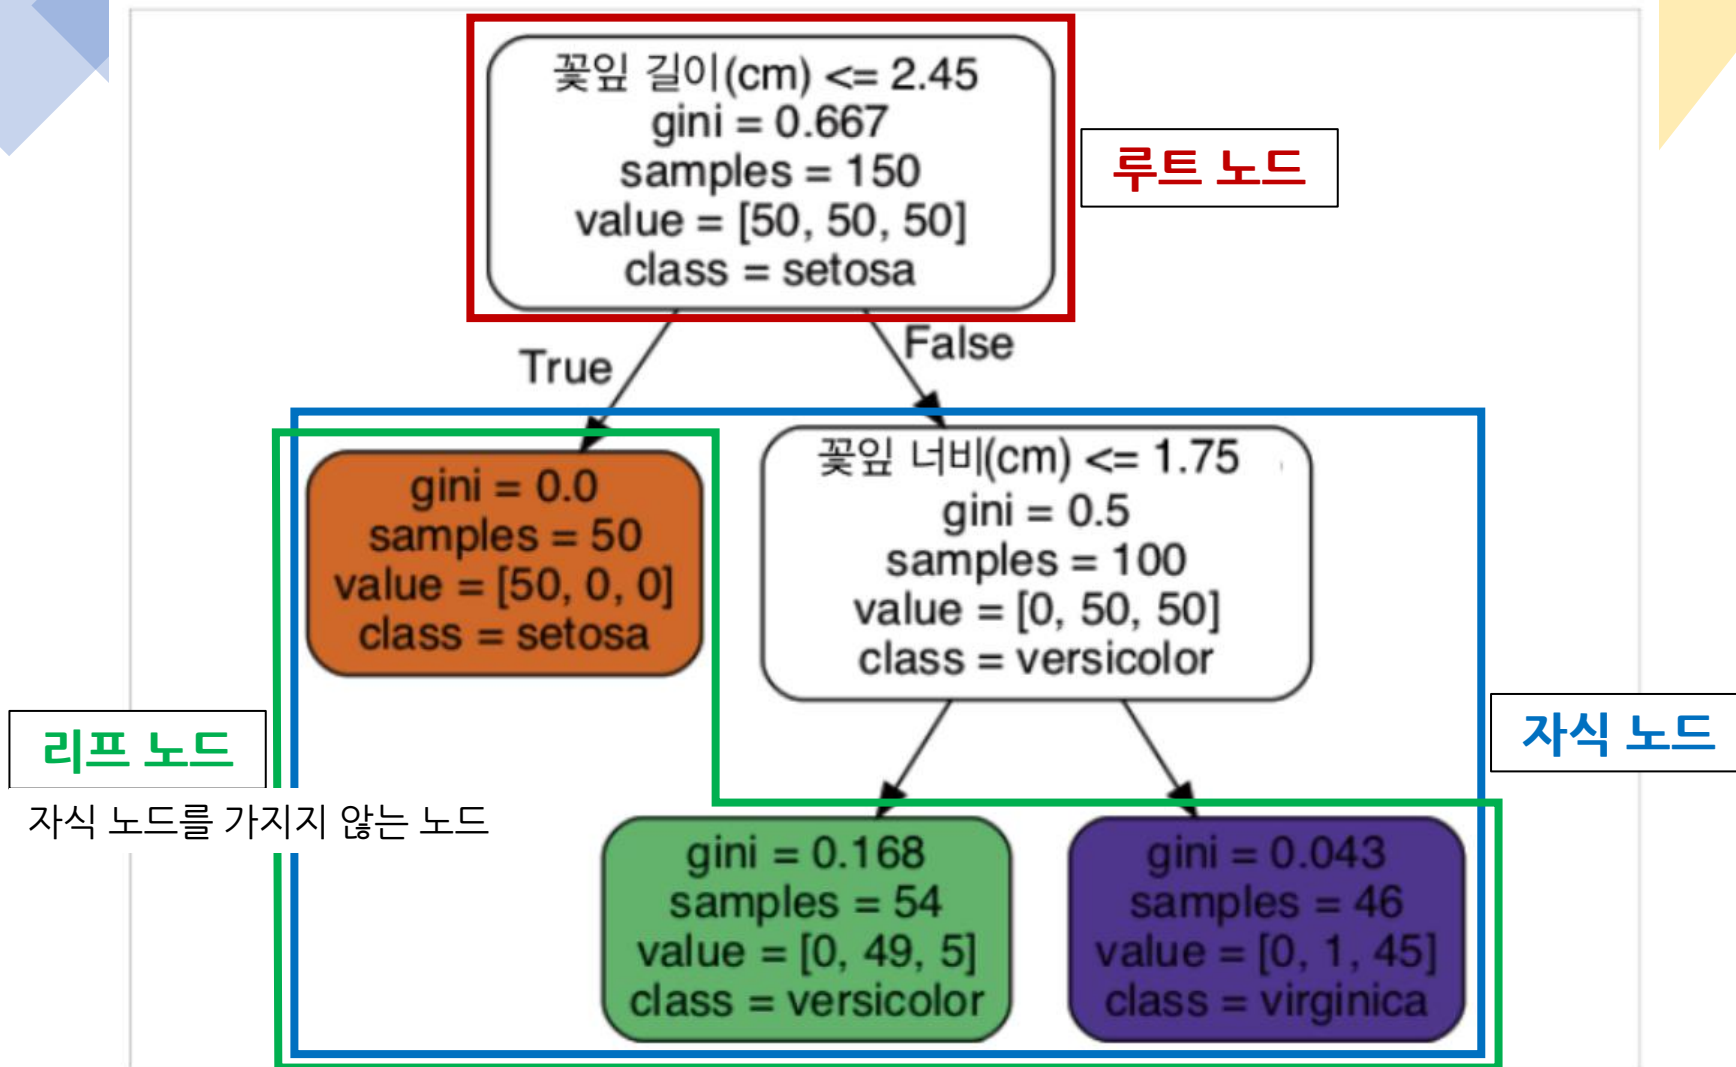 꽃잎 길이(cm) <= 2.45
gini = 0.667
samples = 150
value = [50, 50, 50]
class = setosa
루트 노드
True
False
gini = 0.0
samples = 50
value = [50, 0, 0]
class = setosa
꽃잎 너비(cm) <= 1.75
gini = 0.5
samples = 100
value = [0, 50, 50]
class = versicolor
리프 노드
자식 노드를 가지지 않는 노드
자식 노드
gini = 0.168
samples = 54
value = [0, 49, 5]
class = versicolor
gini = 0.043
samples = 46
value = [0, 1, 45]
class = virginica